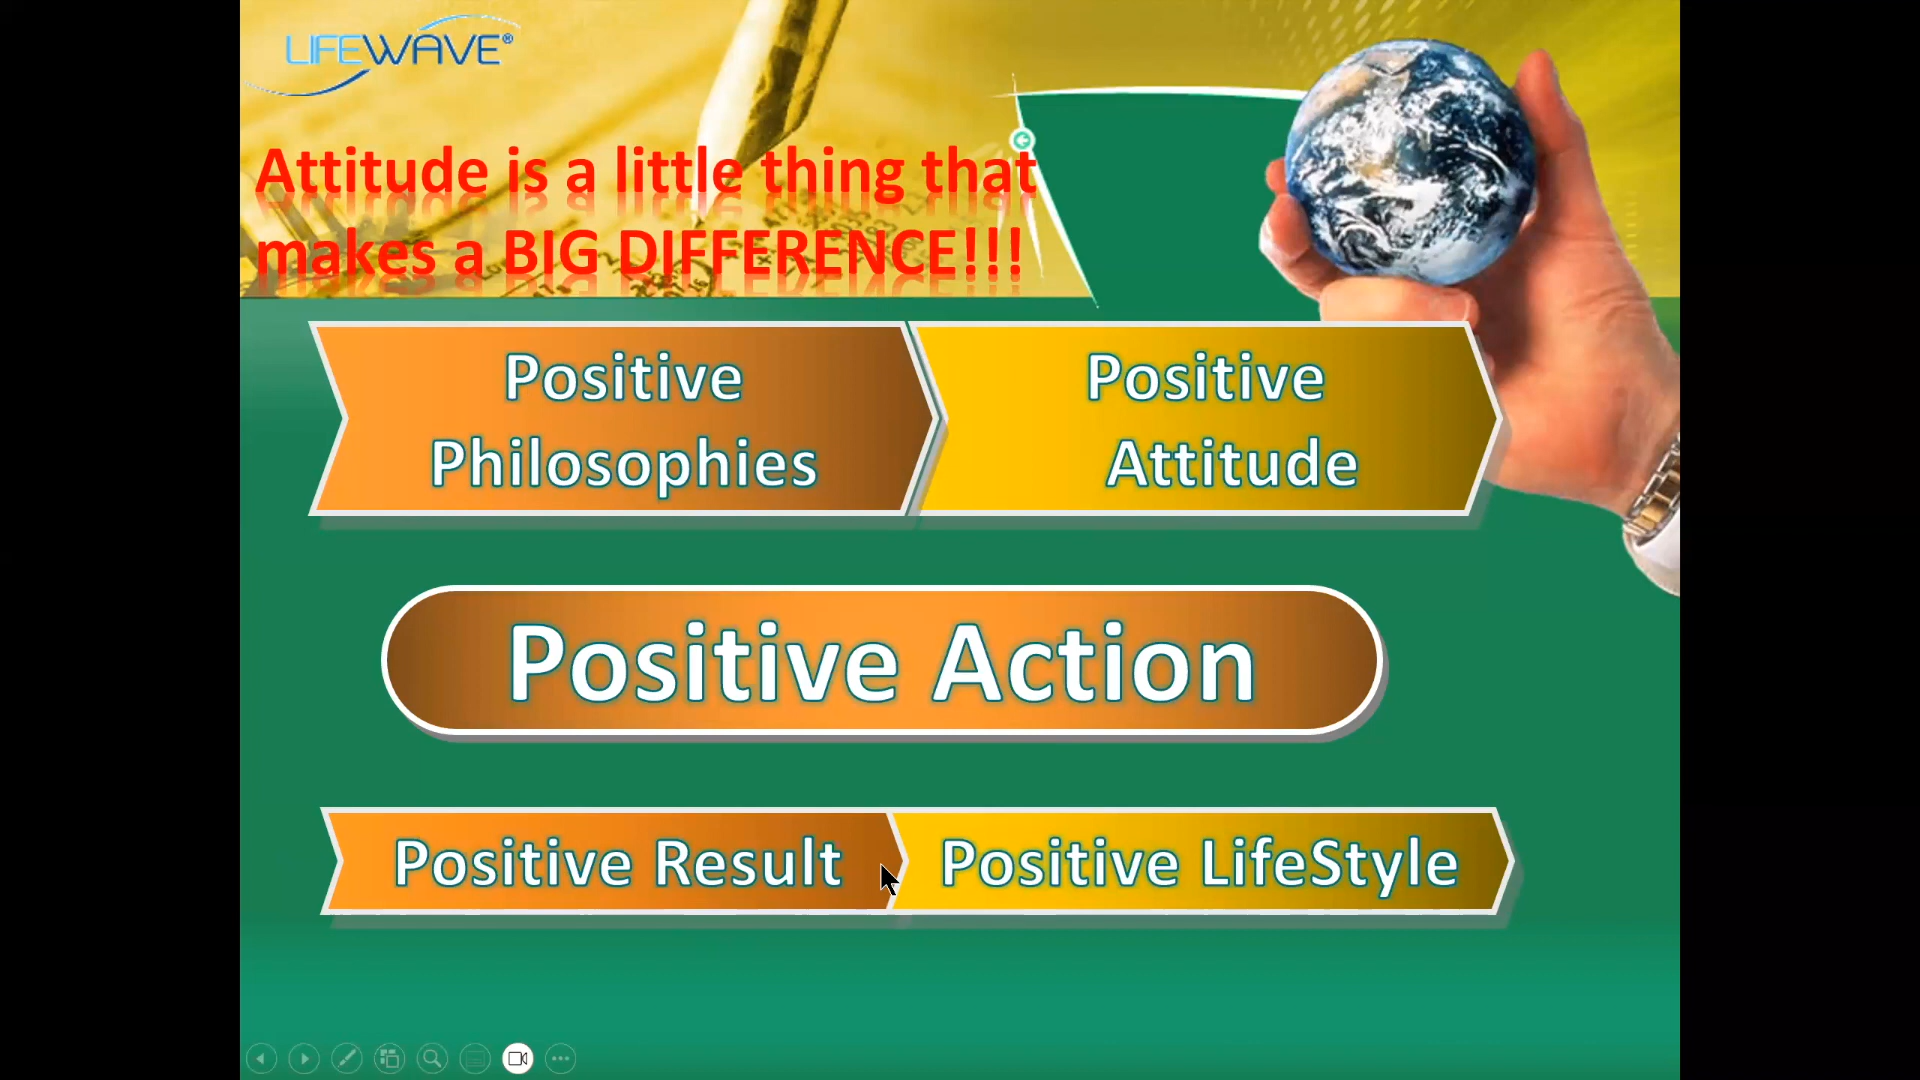 LIFEWAVE®
Attitude is a little thing that
makes a BIG DIFFERENCE!!!
Positive
Philosophies
Positive
Attitude
Positive Action
Positive Result
Positive LifeStyle